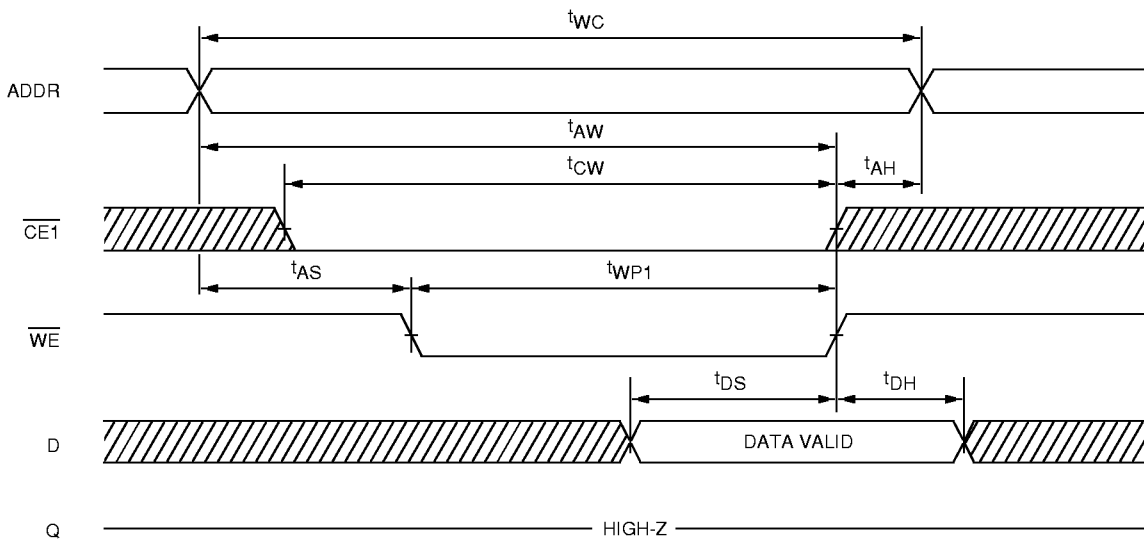 tWC
ADDR
tAW
tCW
tAH
CE1
tAS
tWP1
WE
tDS
tDH
D
DATA VALID
Q
HIGH-Z